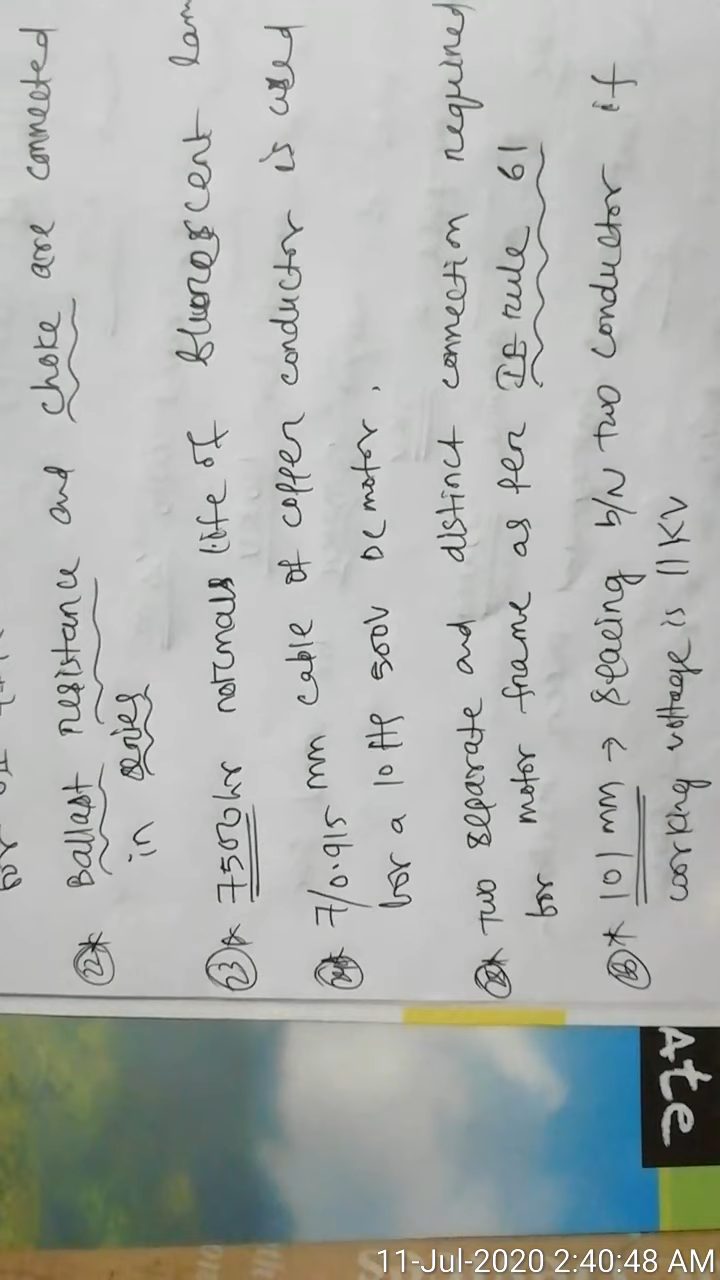 22 * Ballast resistance and choke are connected
in series
23 * 7500 hr normals life of fluorescent lam
* 7/0.915 mm cable of copper conductor is used
for a 10 HP 500V DC motor.
* Two separate and distinct connection required
for motor frame as per IE rule 61
* 101 mm → spacing b/w two conductor if
working voltage is 11 KV
Ate
11-Jul-2020 2:40:48 AM